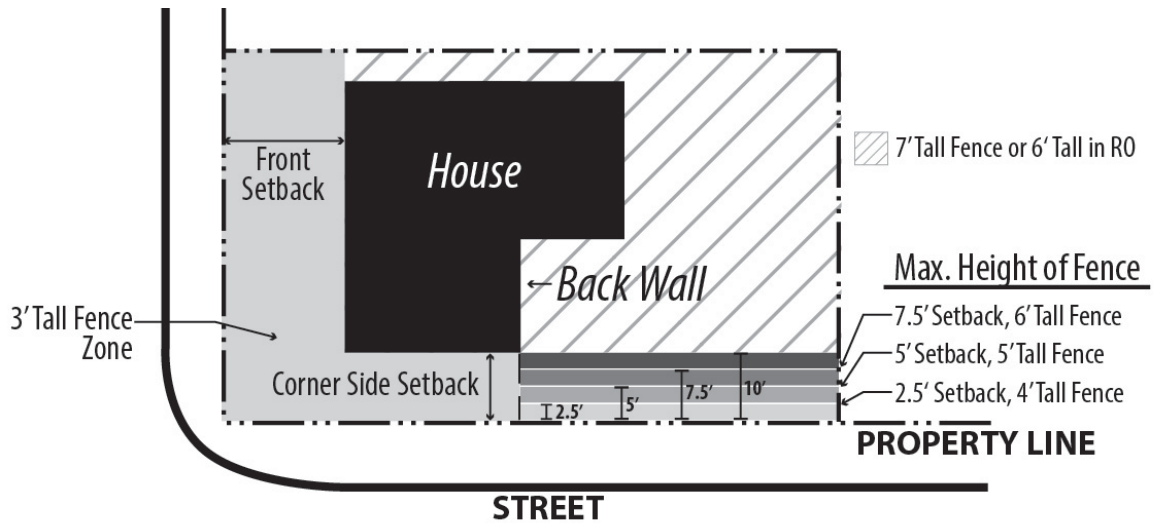 Front
Setback
House
7' Tall Fence or 6' Tall in R0
Back Wall
Max. Height of Fence
3' Tall Fence
Zone
7.5' Setback, 6' Tall Fence
5' Setback, 5' Tall Fence
2.5' Setback, 4' Tall Fence
Corner Side Setback
2.5'
5'
7.5'
10'
PROPERTY LINE
STREET